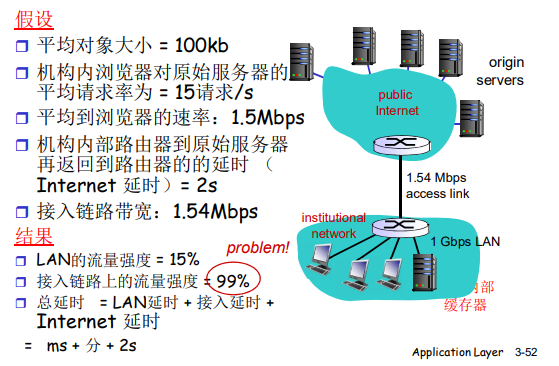 假设
平均对象大小 = 100kb
机构内浏览器对原始服务器的
平均请求率为 = 15请求/s
平均到浏览器的速率：1.5Mbps
机构内部路由器到原始服务器
再返回到路由器的的延时 （
Internet 延时）= 2s
接入链路带宽：1.54Mbps
结果
LAN的流量强度 = 15%
接入链路上的流量强度 = 99%
总延时 = LAN延时 + 接入延时 +
Internet 延时
= ms + 分 + 2s
problem!
origin
servers
public
Internet
1.54 Mbps
access link
institutional
network
1 Gbps LAN
部
缓存器
Application Layer 3-52